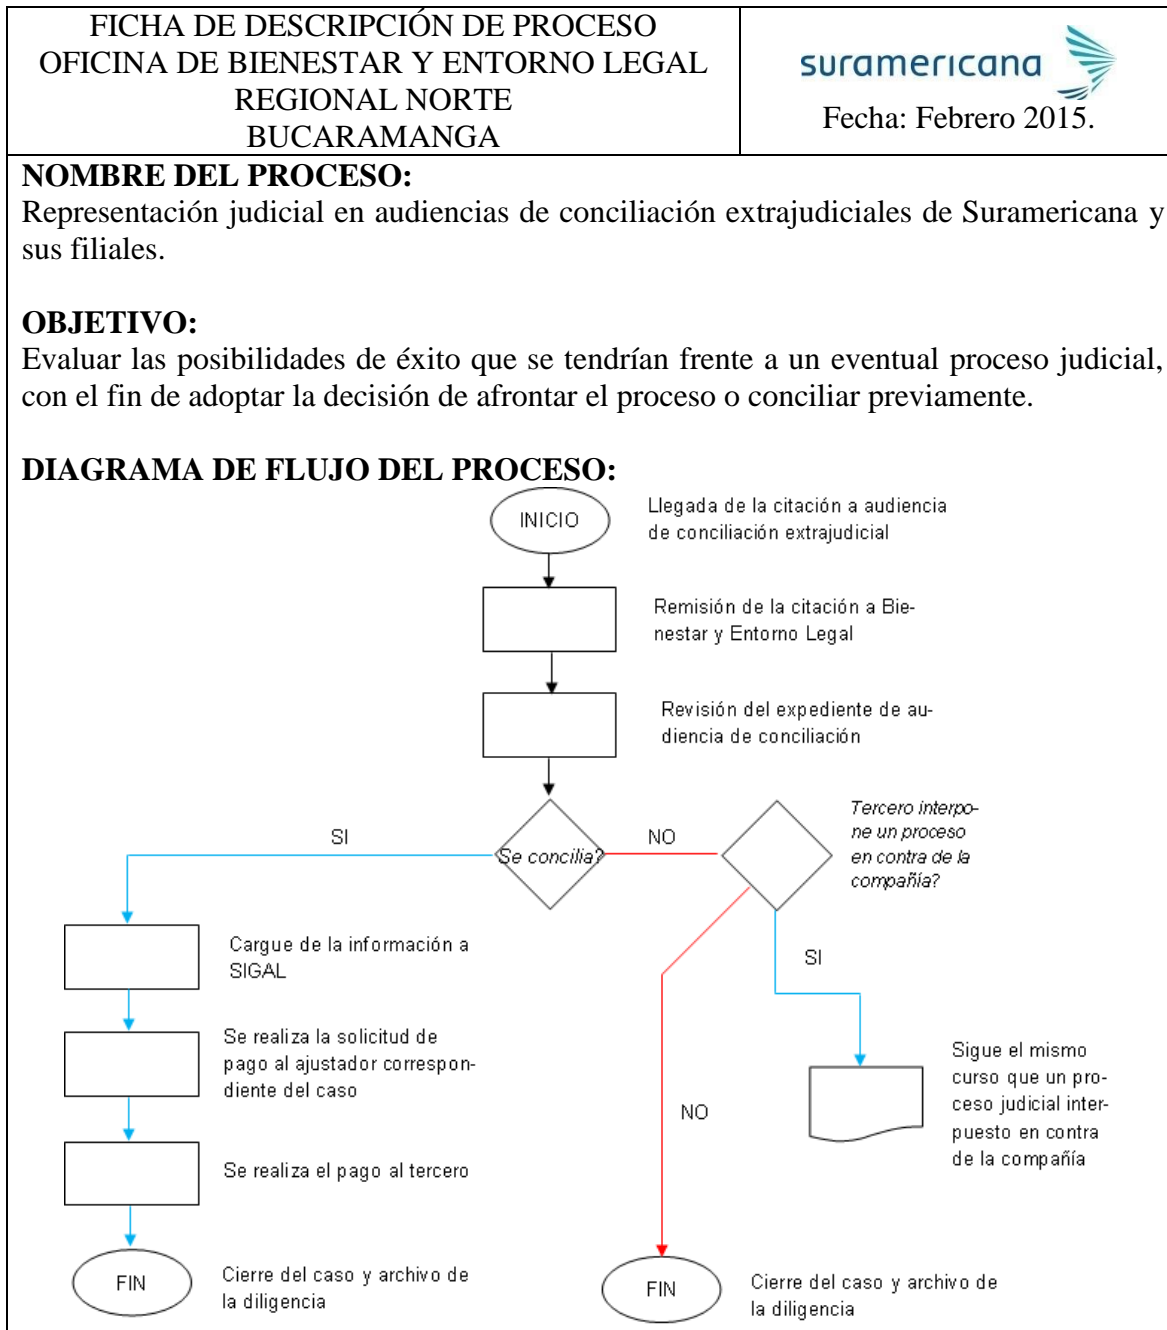 FICHA DE DESCRIPCIÓN DE PROCESO
OFICINA DE BIENESTAR Y ENTORNO LEGAL
REGIONAL NORTE
BUCARAMANGA
suramericana
Fecha: Febrero 2015.
NOMBRE DEL PROCESO:
Representación judicial en audiencias de conciliación extrajudiciales de Suramericana y
sus filiales.
OBJETIVO:
Evaluar las posibilidades de éxito que se tendrían frente a un eventual proceso judicial,
con el fin de adoptar la decisión de afrontar el proceso o conciliar previamente.
DIAGRAMA DE FLUJO DEL PROCESO:
INICIO
Llegada de la citación a audiencia
de conciliación extrajudicial
Remisión de la citación a Bie-
nestar y Entorno Legal
Revisión del expediente de au-
diencia de conciliación
Se concilia?
SI
NO
Tercero interpo-
ne un proceso
en contra de la
compañía?
Cargue de la información a
SIGAL
SI
Se realiza la solicitud de
pago al ajustador correspon-
diente del caso
Sigue el mismo
curso que un pro-
ceso judicial inter-
puesto en contra
de la compañía
NO
Se realiza el pago al tercero
FIN
Cierre del caso y archivo de
la diligencia
FIN
Cierre del caso y archivo de
la diligencia